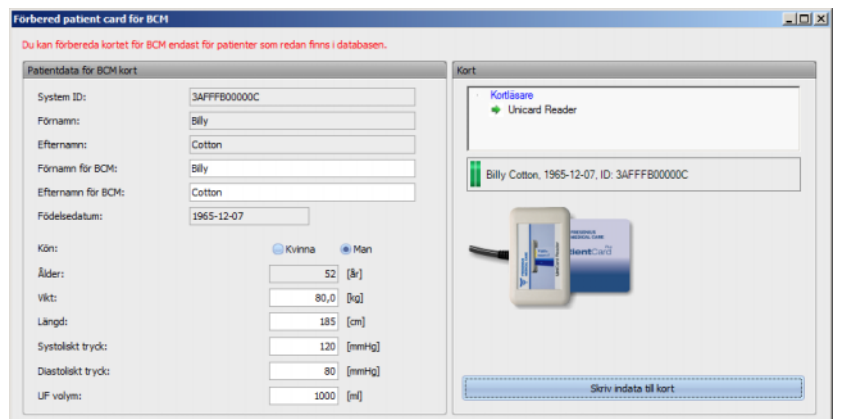 Förbered patient card för BCM
Du kan förbereda kortet för BCM endast för patienter som redan finns i databasen.
Patientdata för BCM kort
System ID: 3AFFFB00000C
Förnamn: Billy
Efternamn: Cotton
Förnamn för BCM: Billy
Efternamn för BCM: Cotton
Födelsedatum: 1965-12-07
Kön: Kvinna Man
Ålder: 52 [år]
Vikt: 80,0 [kg]
Längd: 185 [cm]
Systoliskt tryck: 120 [mmHg]
Diastoliskt tryck: 80 [mmHg]
UF volym: 1000 [ml]
Kort
Kortläsare
Unicard Reader
Billy Cotton, 1965-12-07, ID: 3AFFFB00000C
FRESENIUS
MEDICAL CARE
tientCard
Skriv indata till kort